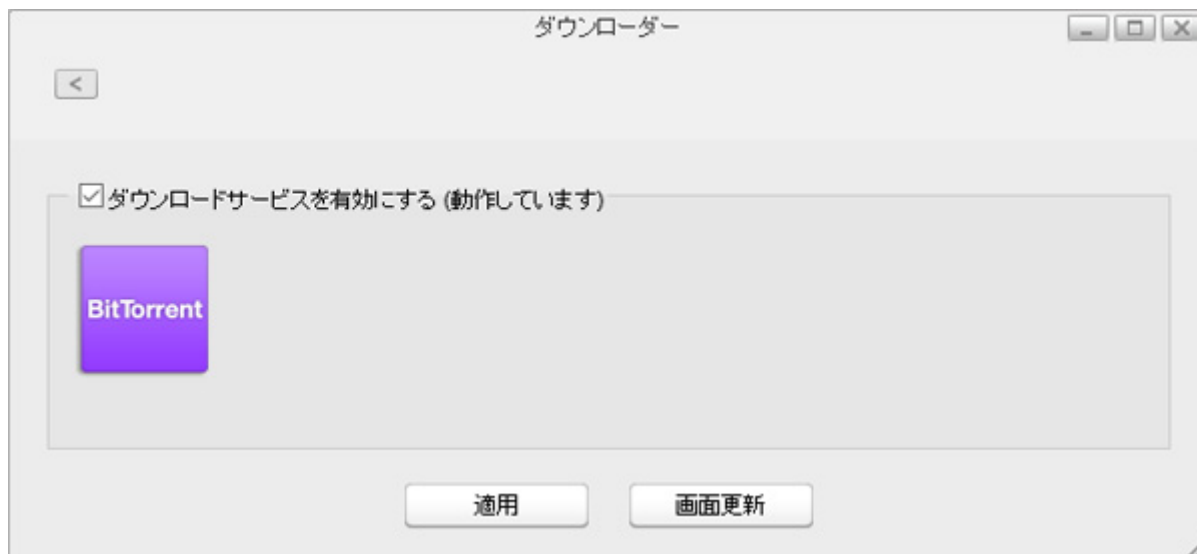 ダウンローダー
<
ダウンロードサービスを有効にする (動作しています)
BitTorrent
適用
画面更新